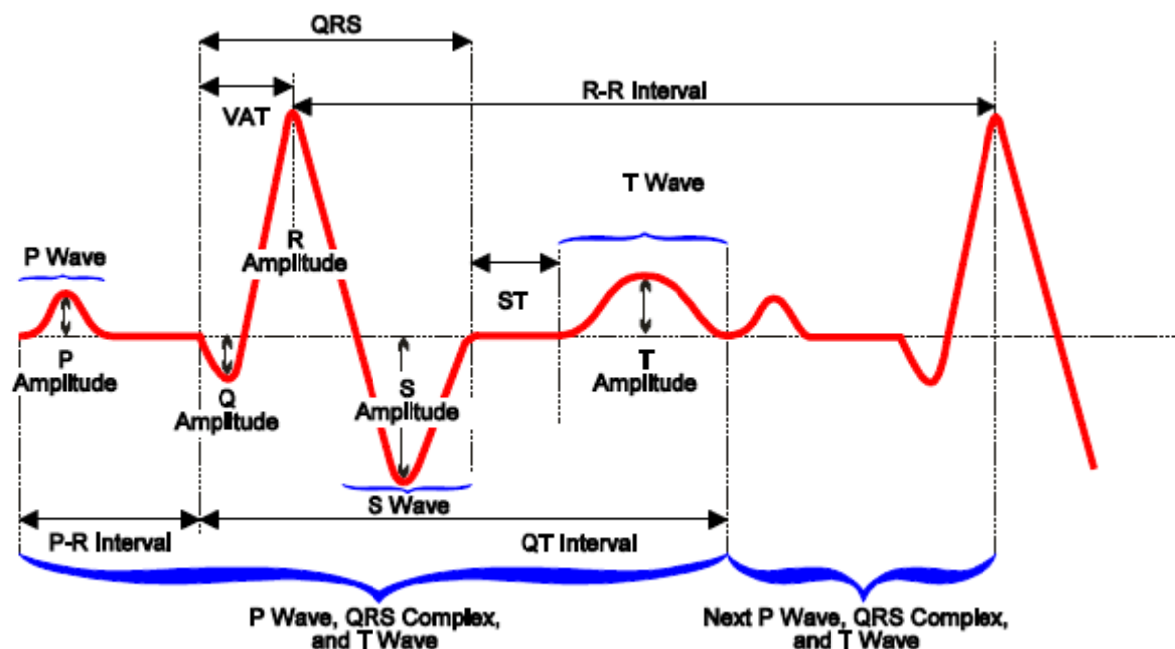 QRS
VAT
R-R Interval
T Wave
P Wave
R
Amplitude
ST
P
Amplitude
Q
Amplitude
S
Amplitude
T
Amplitude
S Wave
P-R Interval
QT Interval
P Wave, QRS Complex,
and T Wave
Next P Wave, QRS Complex,
and T Wave